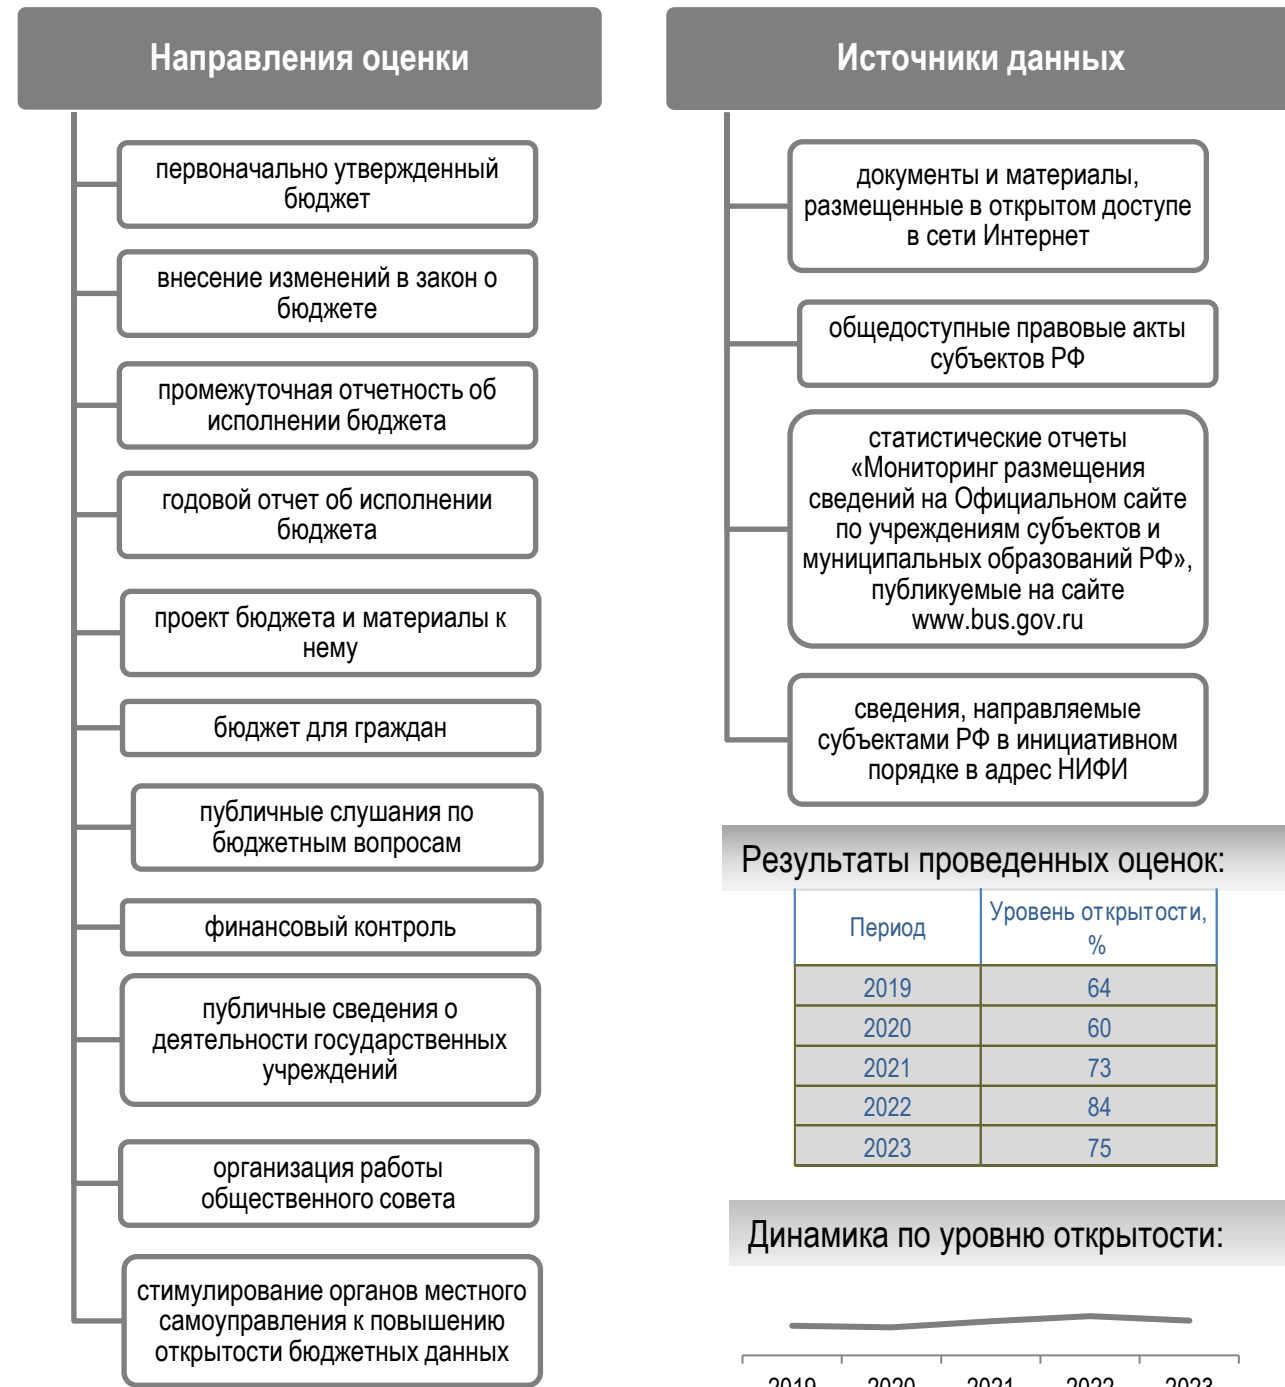 Направления оценки
первоначально утвержденный
бюджет
внесение изменений в закон о
бюджете
промежуточная отчетность об
исполнении бюджета
годовой отчет об исполнении
бюджета
проект бюджета и материалы к
нему
бюджет для граждан
публичные слушания по
бюджетным вопросам
финансовый контроль
публичные сведения о
деятельности государственных
учреждений
организация работы
общественного совета
стимулирование органов местного
самоуправления к повышению
открытости бюджетных данных
Источники данных
документы и материалы,
размещенные в открытом доступе
в сети Интернет
общедоступные правовые акты
субъектов РФ
статистические отчеты
«Мониторинг размещения
сведений на Официальном сайте
по учреждениям субъектов и
муниципальных образований РФ»,
публикуемые на сайте
www.bus.gov.ru
сведения, направляемые
субъектами РФ в инициативном
порядке в адрес НИФИ
Результаты проведенных оценок:
Период Уровень открытости, %
2019 64
2020 60
2021 73
2022 84
2023 75
Динамика по уровню открытости:
2019 2020 2021 2022 2023